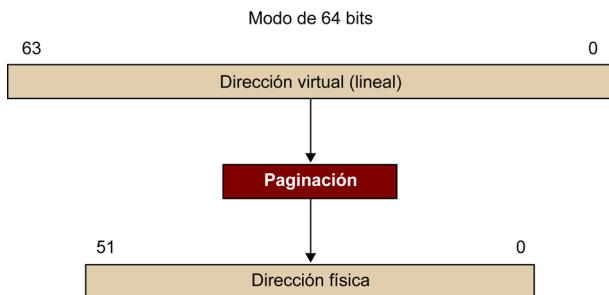 Modo de 64 bits
63 0
Dirección virtual (lineal)
Paginación
51 0
Dirección física